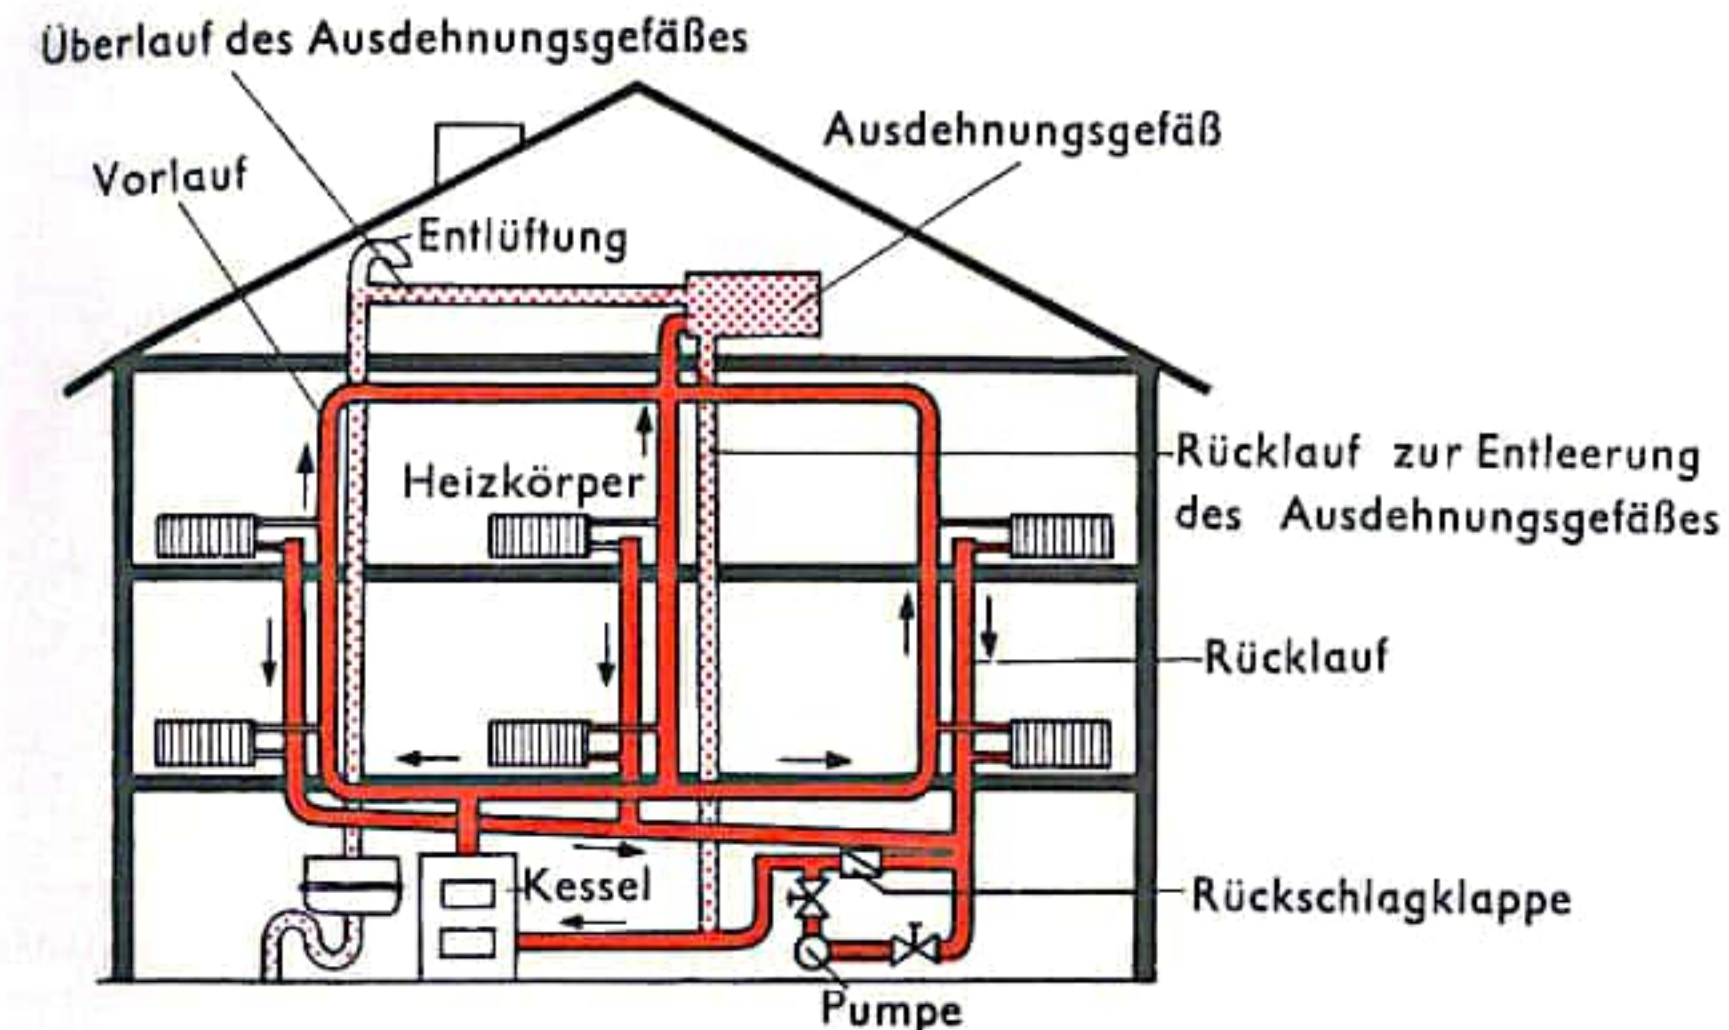 Überlauf des Ausdehnungsgefäßes
Ausdehnungsgefäß
Vorlauf
Entlüftung
Heizkörper
Rücklauf zur Entleerung
des Ausdehnungsgefäßes
Rücklauf
Kessel
Rückschlagklappe
Pumpe